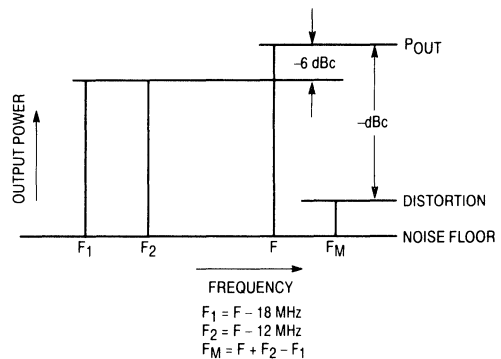 POUT
–6 dBc
–dBc
OUTPUT POWER
DISTORTION
NOISE FLOOR
F1 F2 F FM
FREQUENCY
F1 = F – 18 MHz
F2 = F – 12 MHz
FM = F + F2 – F1